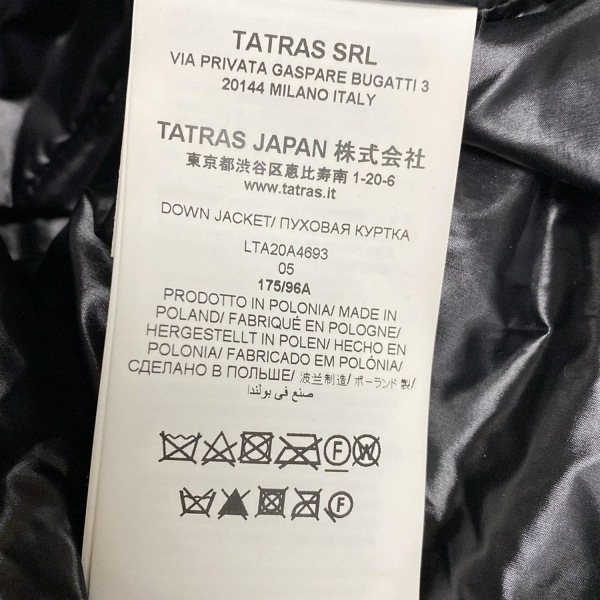 TATRAS SRL
VIA PRIVATA GASPARE BUGATTI 3
20144 MILANO ITALY
TATRAS JAPAN 株式会社
東京都渋谷区恵比寿南 1-20-6
www.tatras.it
DOWN JACKET/ ПУХОВАЯ КУРТКА
LTA20A4693
05
175/96A
PRODOTTO IN POLONIA/ MADE IN
POLAND/ FABRIQUÉ EN POLOGNE/
HERGESTELLT IN POLEN/ HECHO EN
POLONIA/ FABRICADO EM POLÓNIA/
СДЕЛАНО В ПОЛЬШЕ/ 波兰制造/ ポーランド 製/
صنع في بولندا
F W
F